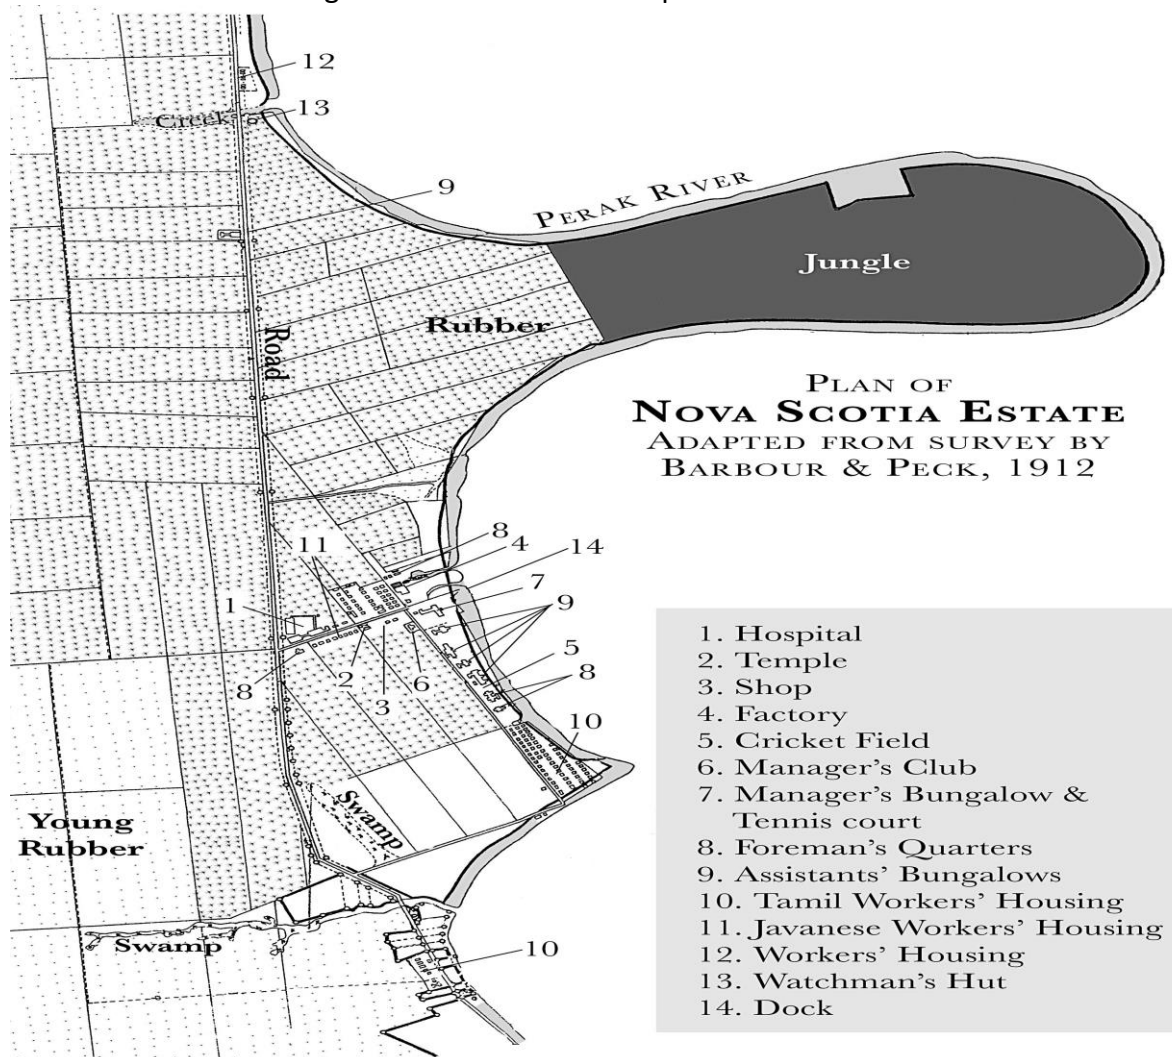 12
Creek
13
9
PERAK RIVER
Jungle
Rubber
Road
PLAN OF
NOVA SCOTIA ESTATE
ADAPTED FROM SURVEY BY
BARBOUR & PECK, 1912
8
11
4
14
7
1
9
5
8
8
2
6
3
10
Swamp
Young
Rubber
Swamp
10
1. Hospital
2. Temple
3. Shop
4. Factory
5. Cricket Field
6. Manager's Club
7. Manager's Bungalow &
Tennis court
8. Foreman's Quarters
9. Assistants' Bungalows
10. Tamil Workers' Housing
11. Javanese Workers' Housing
12. Workers' Housing
13. Watchman's Hut
14. Dock